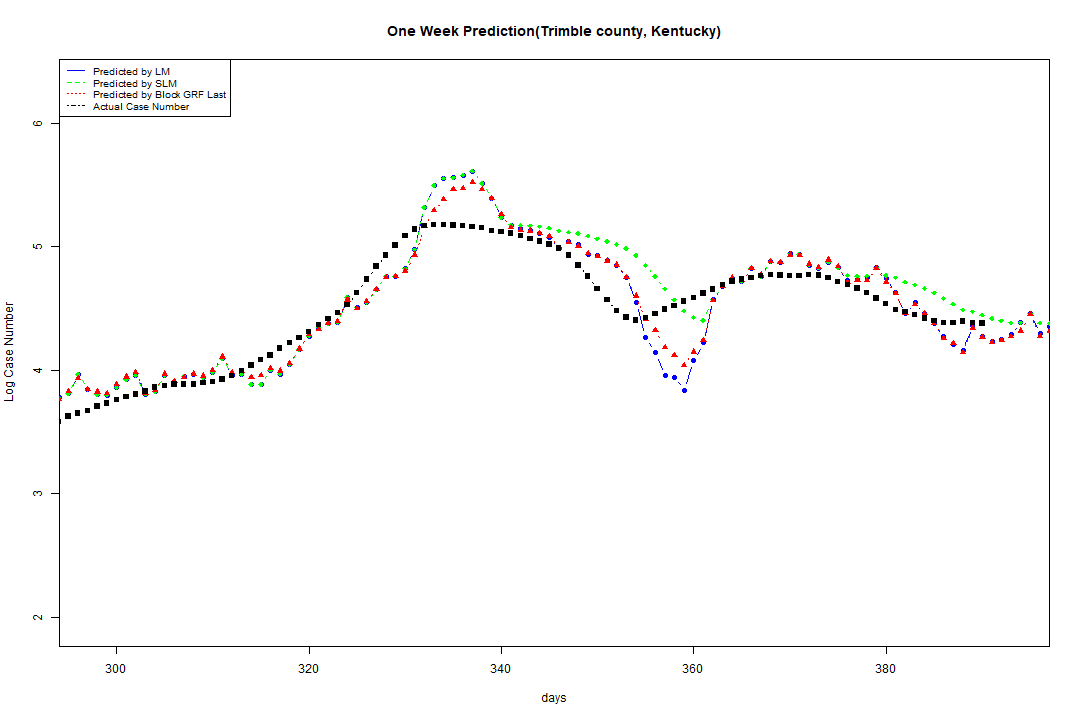 One Week Prediction(Trimble county, Kentucky)
Predicted by LM
Predicted by SLM
Predicted by Block GRF Last
Actual Case Number
6
5
4
3
2
Log Case Number
300 320 340 360 380
days